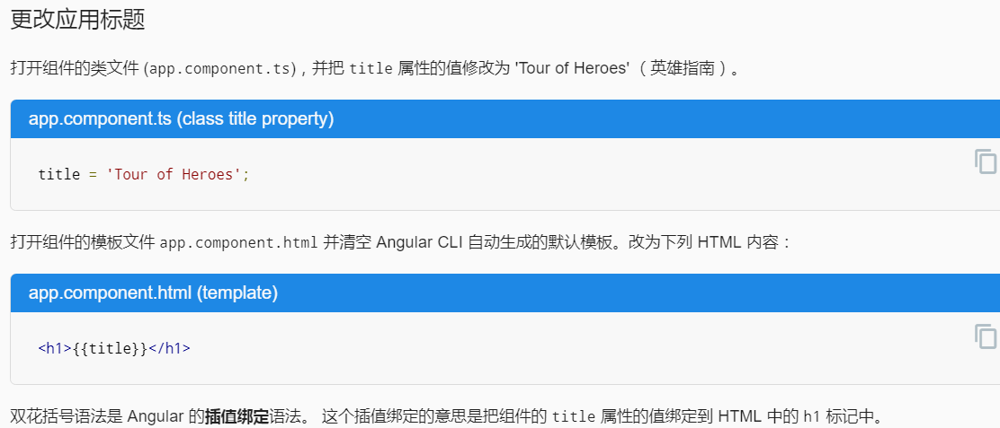 更改应用标题
打开组件的类文件 (app.component.ts)，并把 title 属性的值修改为 'Tour of Heroes' （英雄指南）。
app.component.ts (class title property)
title = 'Tour of Heroes';
打开组件的模板文件 app.component.html 并清空 Angular CLI 自动生成的默认模板。改为下列 HTML 内容：
app.component.html (template)
<h1>{{title}}</h1>
双花括号语法是 Angular 的插值绑定语法。 这个插值绑定的意思是把组件的 title 属性的值绑定到 HTML 中的 h1 标记中。